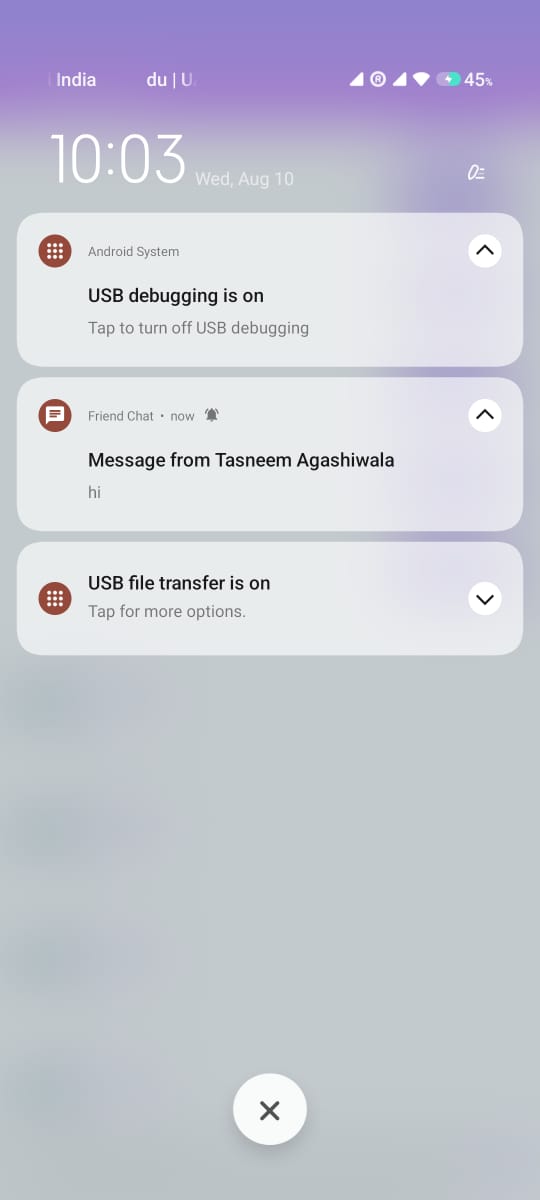 India du | U
45%
10:03 Wed, Aug 10
Android System
USB debugging is on
Tap to turn off USB debugging
Friend Chat • now
Message from Tasneem Agashiwala
hi
USB file transfer is on
Tap for more options.